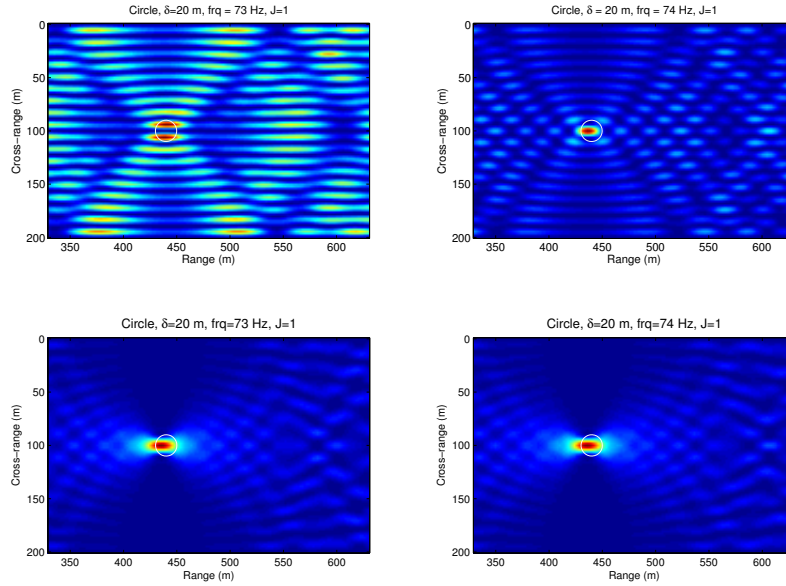 Circle, δ=20 m, frq = 73 Hz, J=1
0
50
100
150
200
Cross-range (m)
350 400 450 500 550 600
Range (m)
Circle, δ = 20 m, frq = 74 Hz, J=1
0
50
100
150
200
Cross-range (m)
350 400 450 500 550 600
Range (m)
Circle, δ=20 m, frq=73 Hz, J=1
0
50
100
150
200
Cross-range (m)
350 400 450 500 550 600
Range (m)
Circle, δ=20 m, frq=74 Hz, J=1
0
50
100
150
200
Cross-range (m)
350 400 450 500 550 600
Range (m)